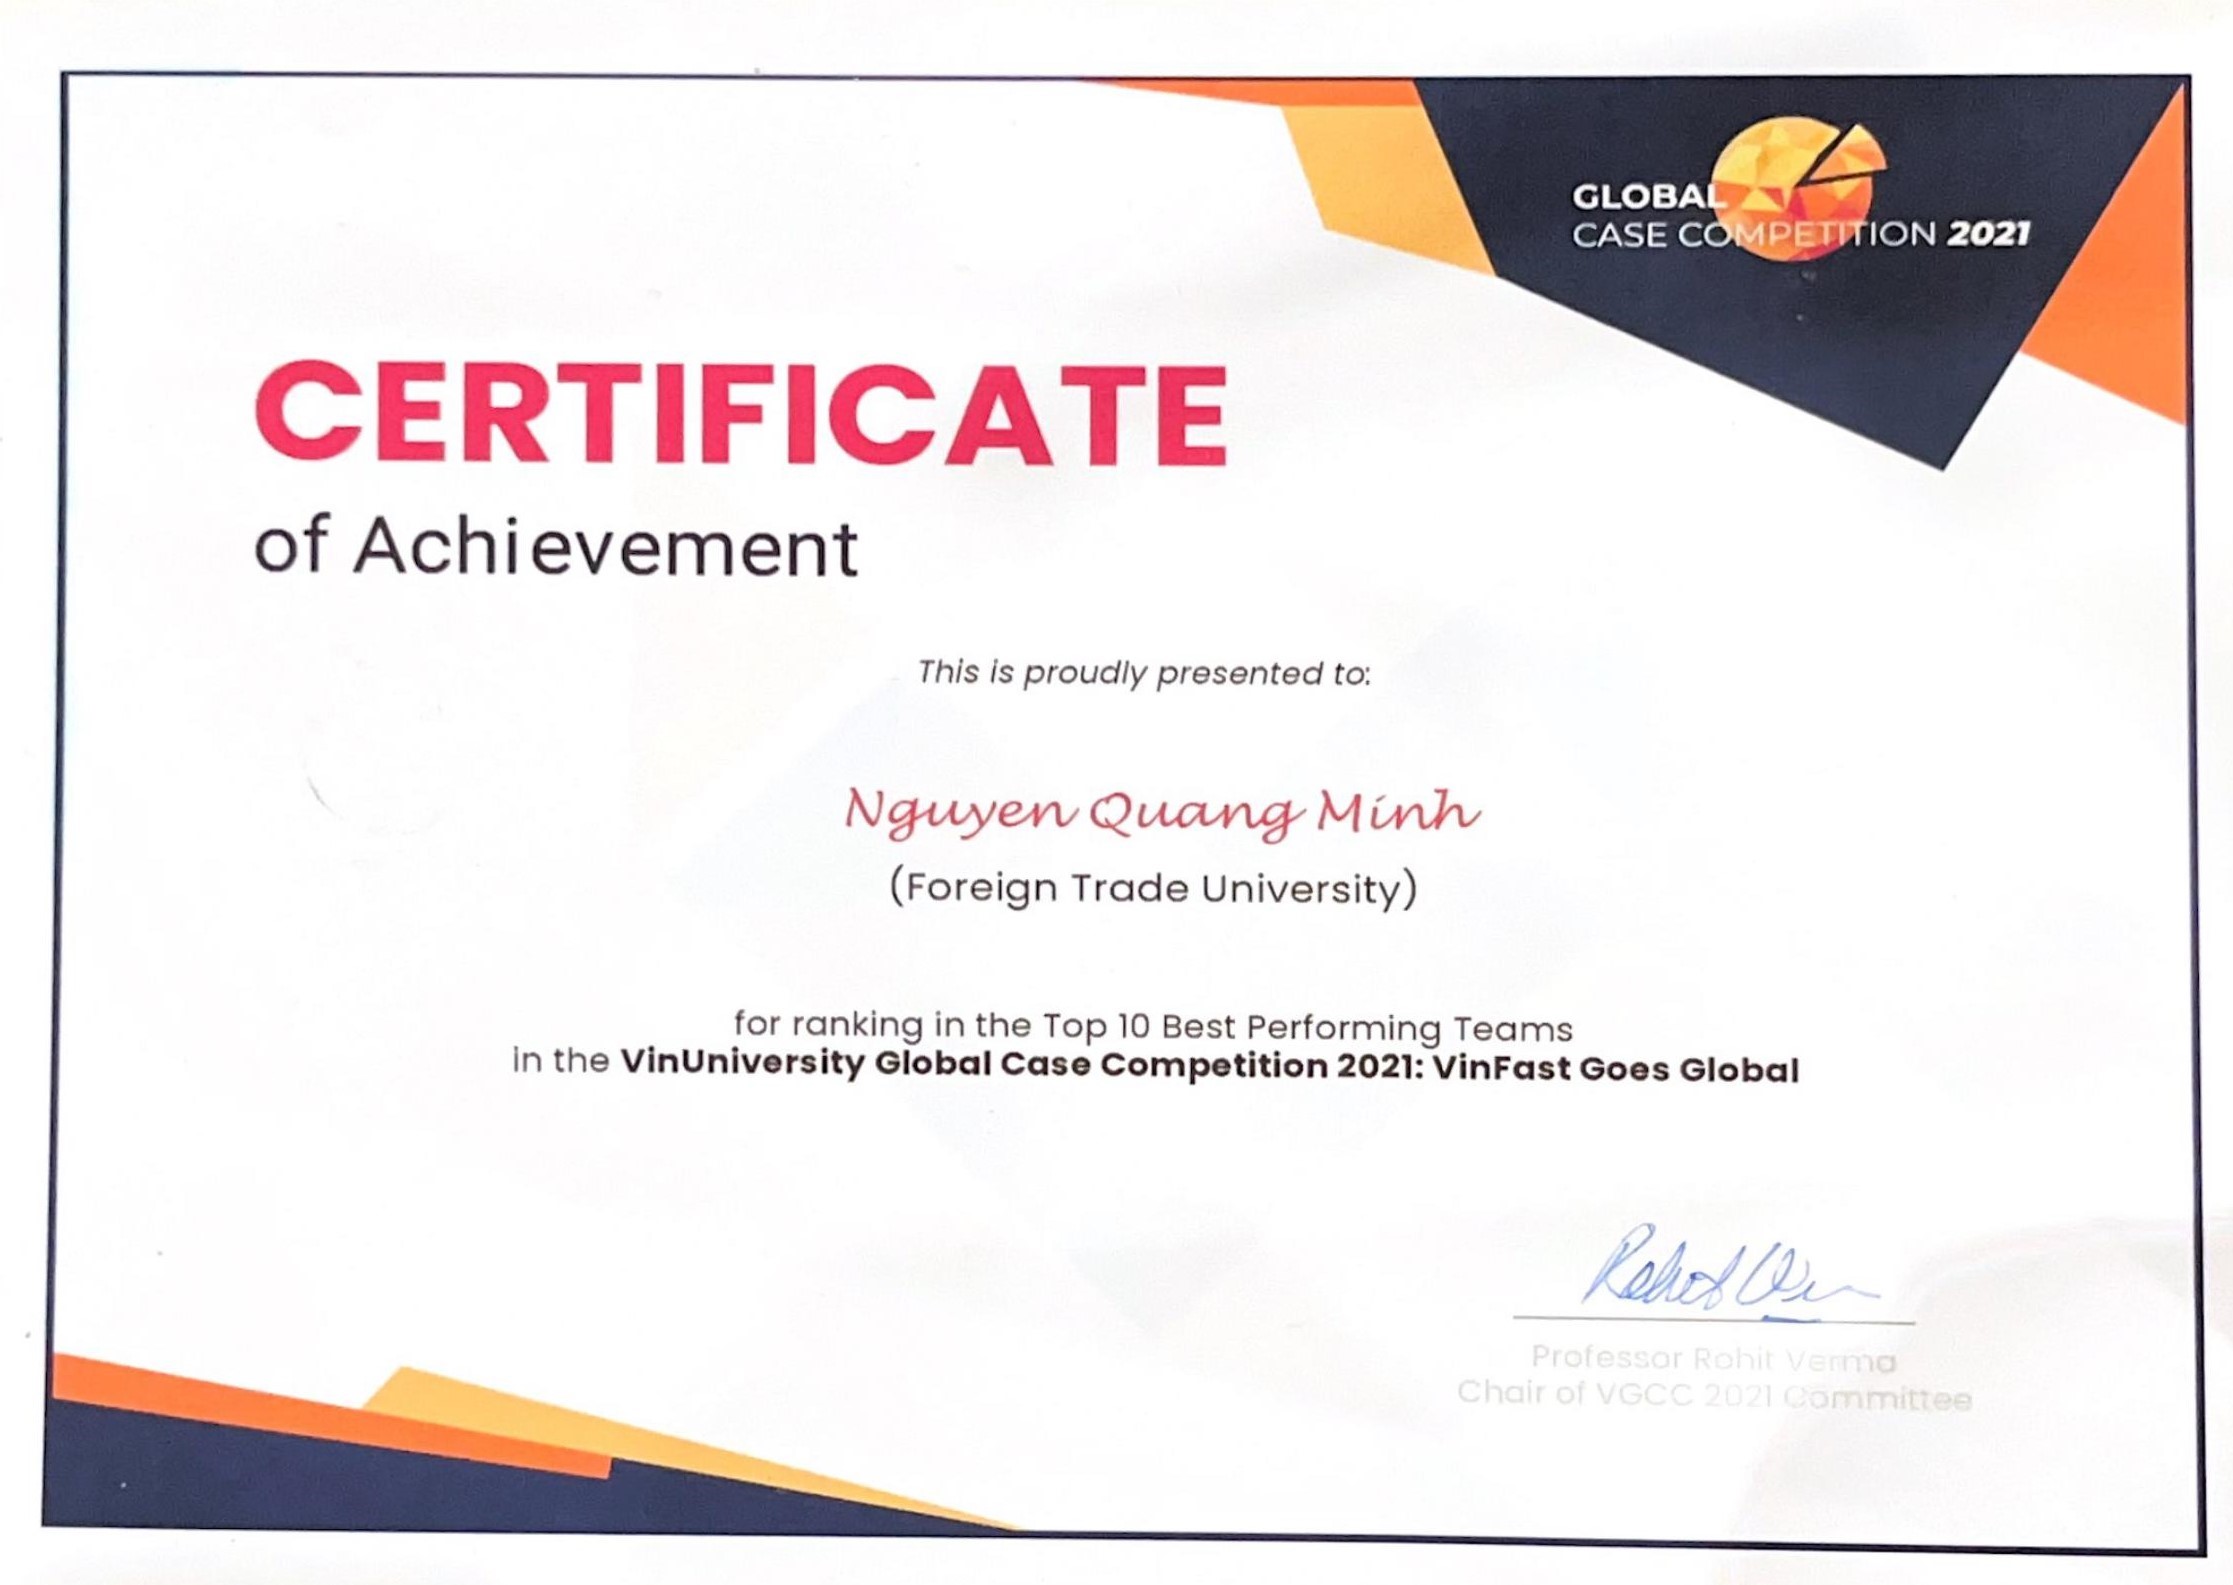 GLOBAL
CASE COMPETITION 2021
CERTIFICATE
of Achievement
This is proudly presented to:
Nguyen Quang Minh
(Foreign Trade University)
for ranking in the Top 10 Best Performing Teams
in the VinUniversity Global Case Competition 2021: VinFast Goes Global
Professor Rohit Verma
Chair of VGCC 2021 Committee